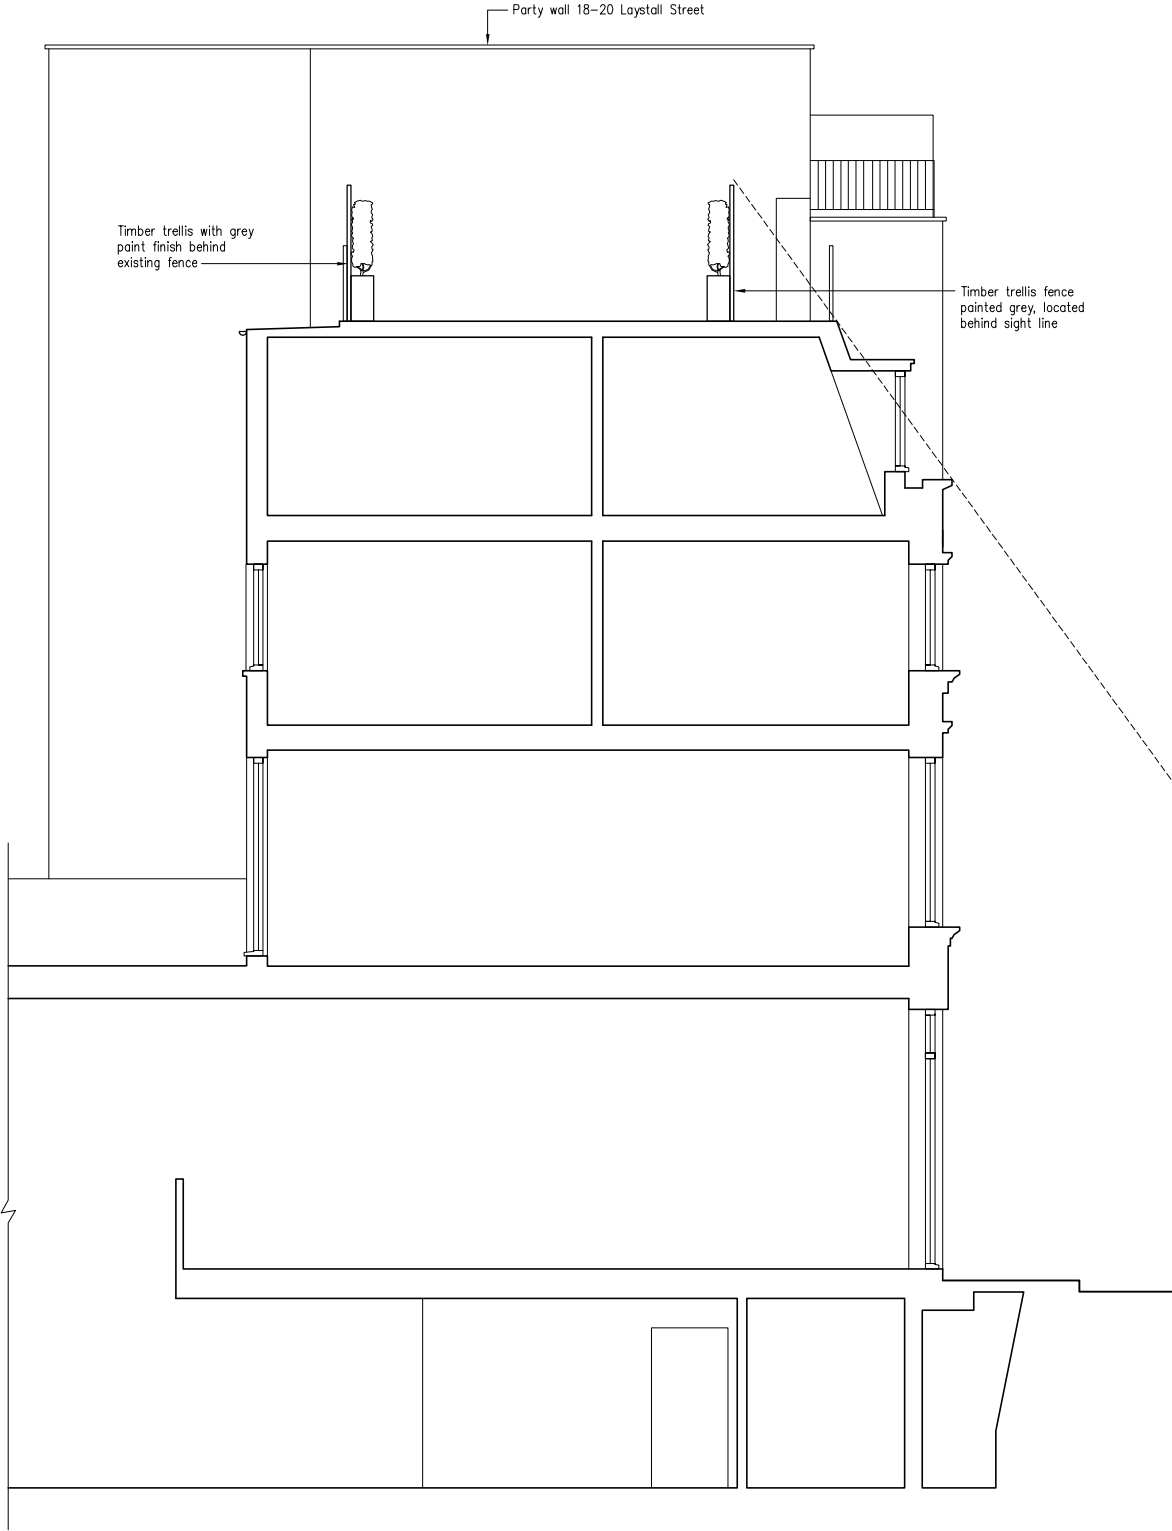 Party wall 18-20 Laystall Street
Timber trellis with grey
paint finish behind
existing fence
Timber trellis fence
painted grey, located
behind sight line